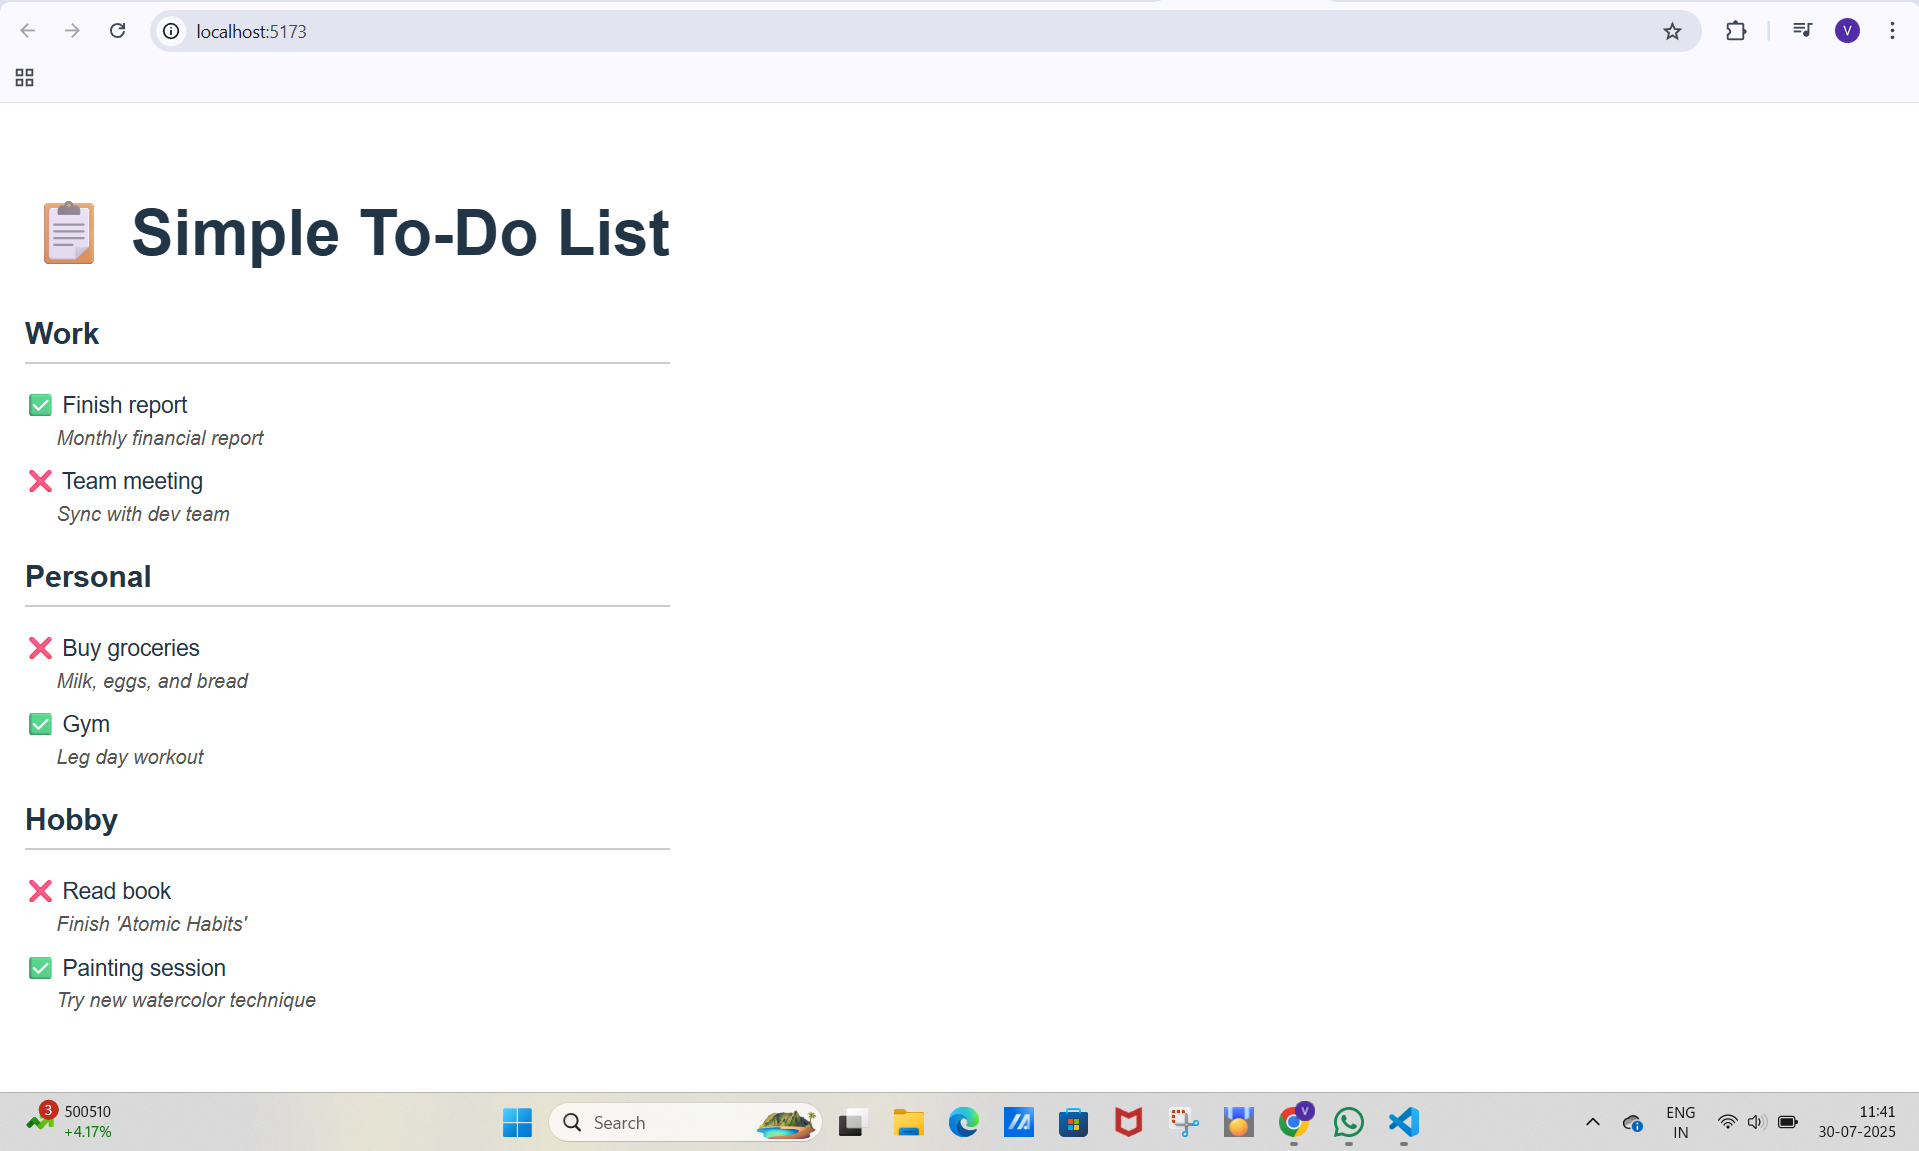 localhost:5173
V
Simple To-Do List
Work
Finish report
Monthly financial report
Team meeting
Sync with dev team
Personal
Buy groceries
Milk, eggs, and bread
Gym
Leg day workout
Hobby
Read book
Finish 'Atomic Habits'
Painting session
Try new watercolor technique
3
500510
+4.17%
Search
V
ENG
IN
11:41
30-07-2025